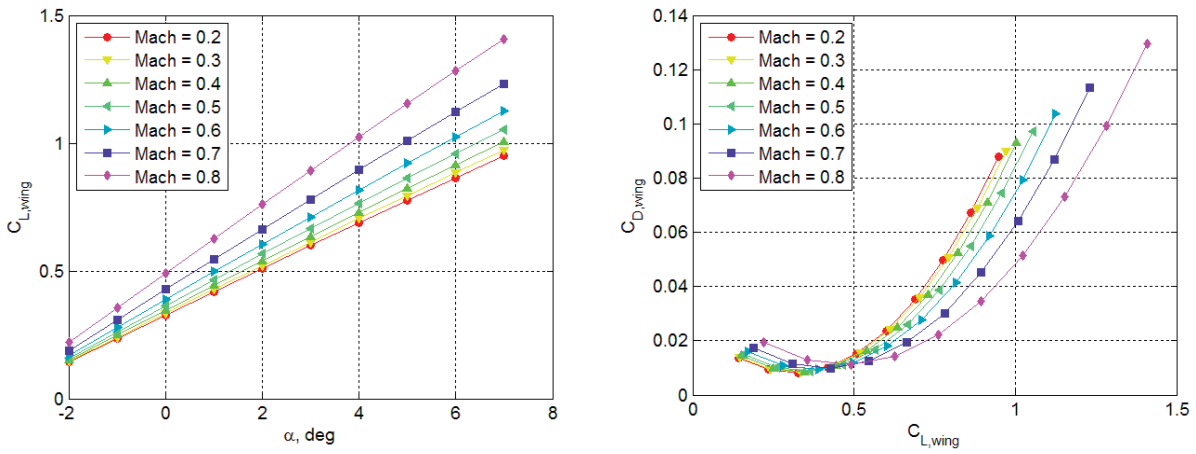 1.5
1
0.5
0
-2
0
2
4
6
8
C_L,wing
α, deg
Mach = 0.2
Mach = 0.3
Mach = 0.4
Mach = 0.5
Mach = 0.6
Mach = 0.7
Mach = 0.8
0.14
0.12
0.1
0.08
0.06
0.04
0.02
0
0
0.5
1
1.5
C_D,wing
C_L,wing
Mach = 0.2
Mach = 0.3
Mach = 0.4
Mach = 0.5
Mach = 0.6
Mach = 0.7
Mach = 0.8